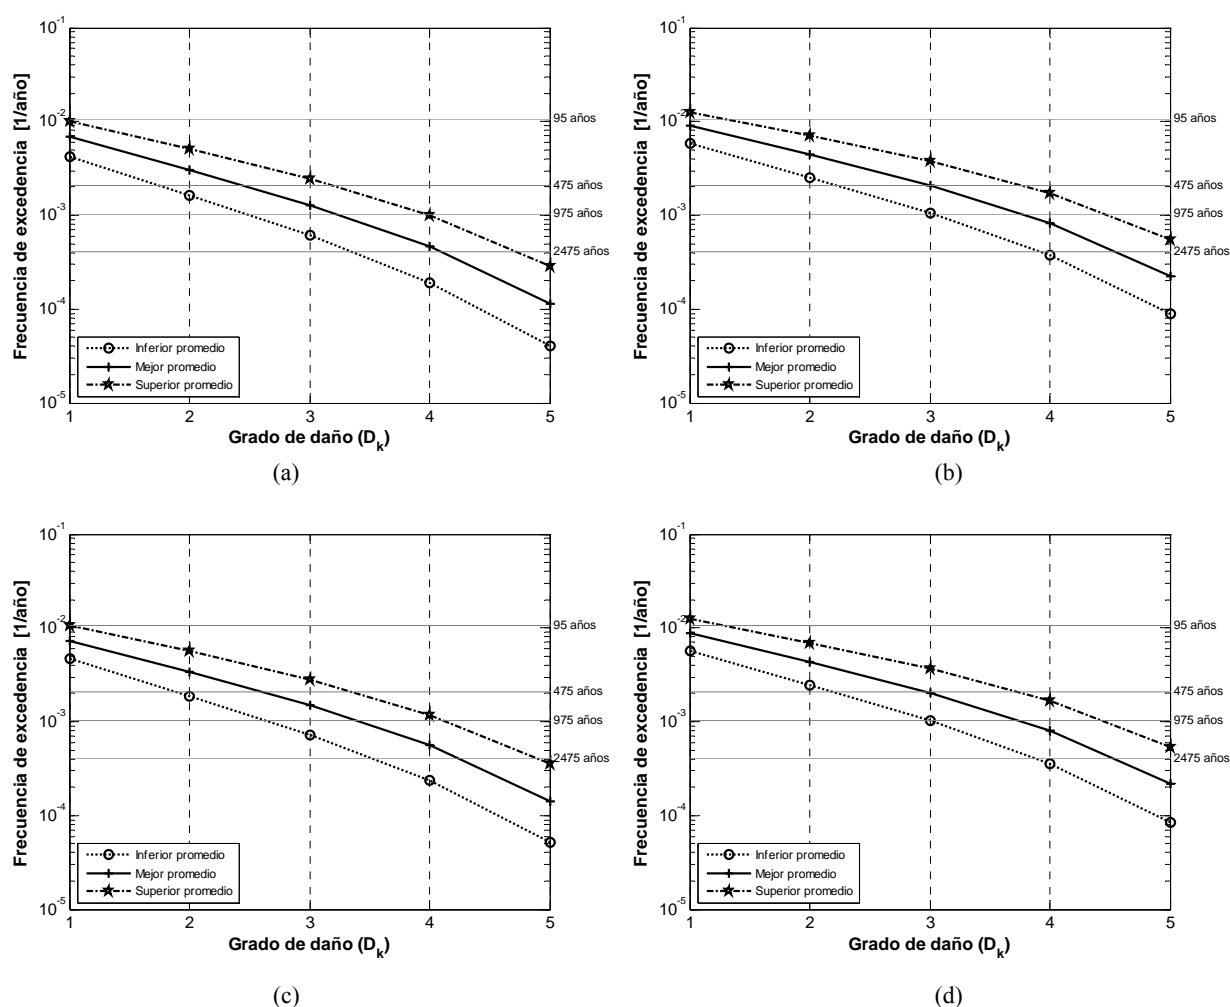 10^-1
10^-2
10^-3
10^-4
10^-5
Frecuencia de excedencia [1/año]
95 años
475 años
975 años
2475 años
Inferior promedio
Mejor promedio
Superior promedio
1 2 3 4 5
Grado de daño (D_k)
(a)
10^-1
10^-2
10^-3
10^-4
10^-5
Frecuencia de excedencia [1/año]
95 años
475 años
975 años
2475 años
Inferior promedio
Mejor promedio
Superior promedio
1 2 3 4 5
Grado de daño (D_k)
(b)
10^-1
10^-2
10^-3
10^-4
10^-5
Frecuencia de excedencia [1/año]
95 años
475 años
975 años
2475 años
Inferior promedio
Mejor promedio
Superior promedio
1 2 3 4 5
Grado de daño (D_k)
(c)
10^-1
10^-2
10^-3
10^-4
10^-5
Frecuencia de excedencia [1/año]
95 años
475 años
975 años
2475 años
Inferior promedio
Mejor promedio
Superior promedio
1 2 3 4 5
Grado de daño (D_k)
(d)